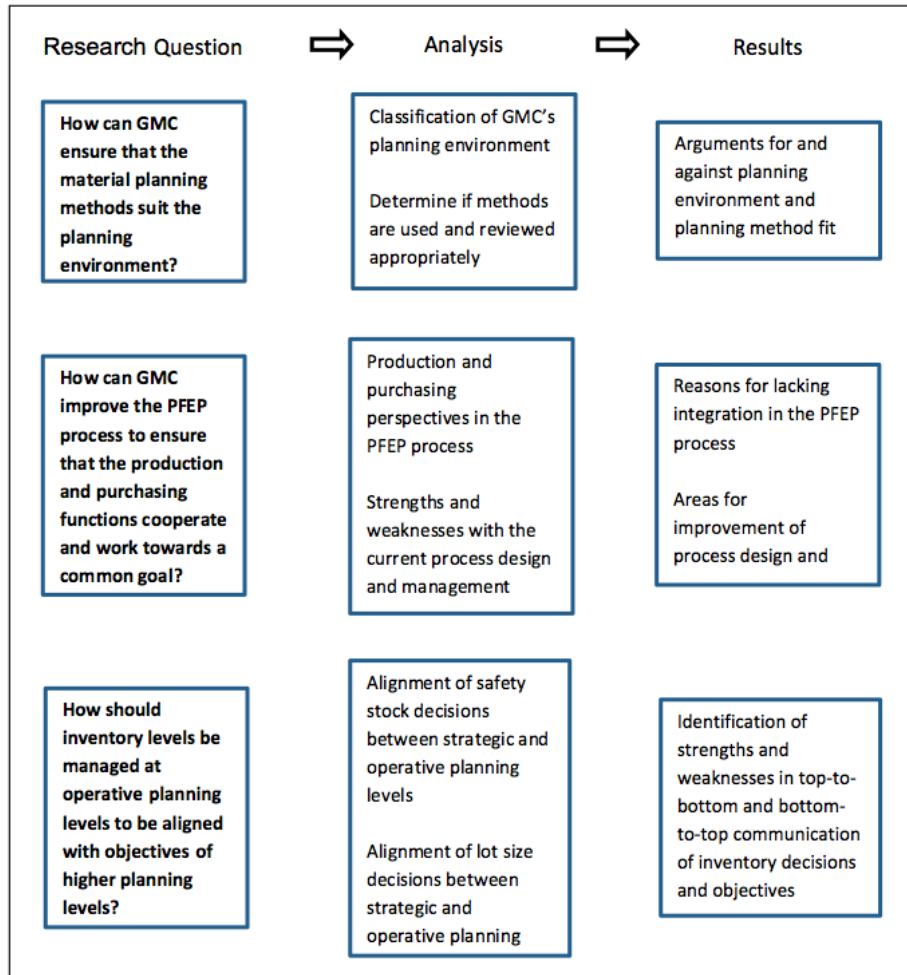 Research Question
Analysis
Results
How can GMC
ensure that the
material planning
methods suit the
planning
environment?
Classification of GMC's
planning environment
Determine if methods
are used and reviewed
appropriately
Arguments for and
against planning
environment and
planning method fit
How can GMC
improve the PFEP
process to ensure
that the production
and purchasing
functions cooperate
and work towards a
common goal?
Production and
purchasing
perspectives in the
PFEP process
Strengths and
weaknesses with the
current process design
and management
Reasons for lacking
integration in the PFEP
process
Areas for
improvement of
process design and
How should
inventory levels be
managed at
operative planning
levels to be aligned
with objectives of
higher planning
levels?
Alignment of safety
stock decisions
between strategic and
operative planning
levels
Alignment of lot size
decisions between
strategic and
operative planning
Identification of
strengths and
weaknesses in top-to-
bottom and bottom-
to-top communication
of inventory decisions
and objectives